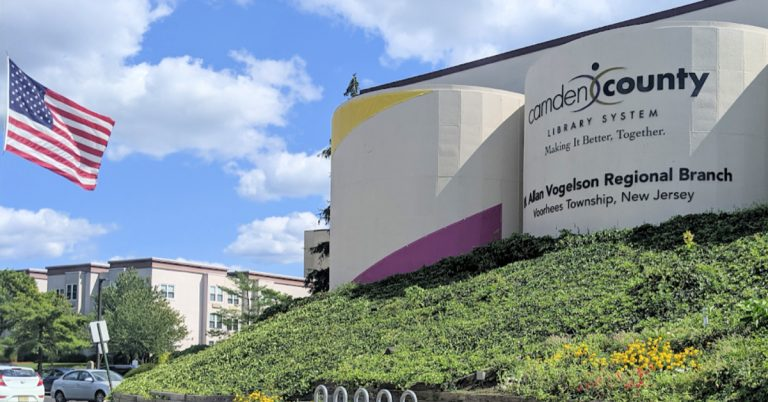 camden county
LIBRARY SYSTEM
Making It Better, Together.
Allan Vogelson Regional Branch
Voorhees Township, New Jersey